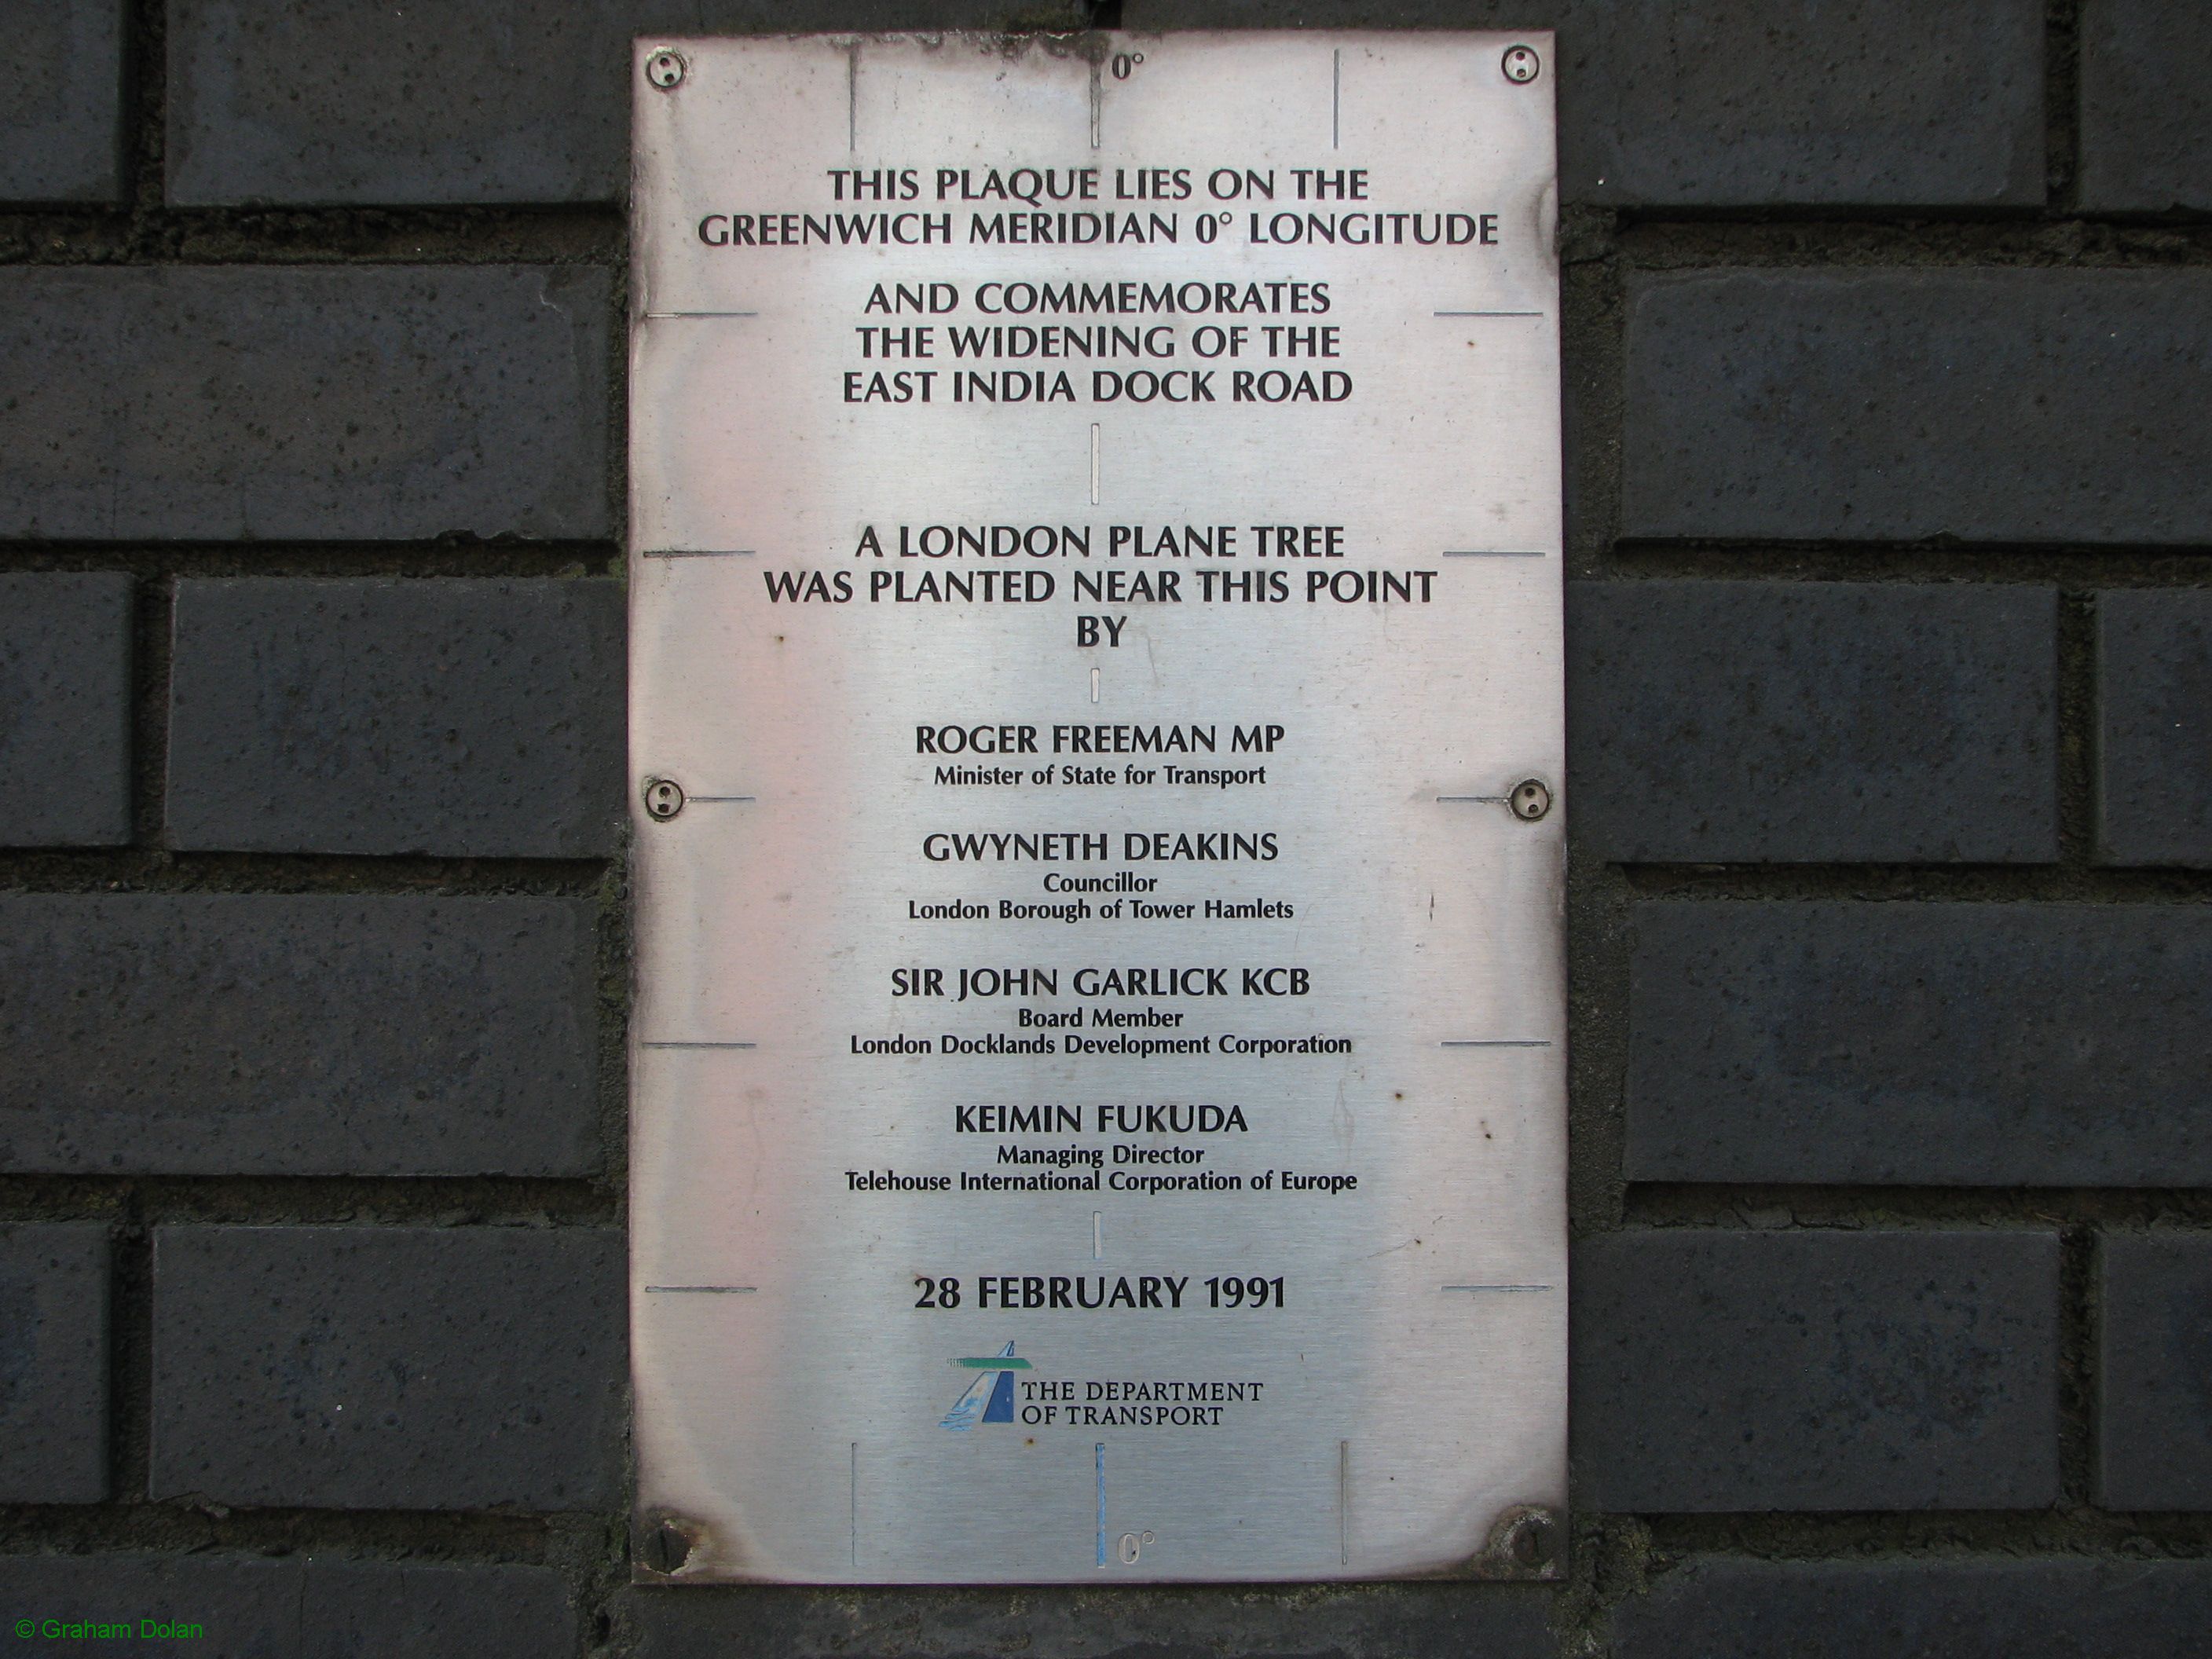 0°
THIS PLAQUE LIES ON THE
GREENWICH MERIDIAN 0° LONGITUDE
AND COMMEMORATES
THE WIDENING OF THE
EAST INDIA DOCK ROAD
A LONDON PLANE TREE
WAS PLANTED NEAR THIS POINT
BY
ROGER FREEMAN MP
Minister of State for Transport
GWYNETH DEAKINS
Councillor
London Borough of Tower Hamlets
SIR JOHN GARLICK KCB
Board Member
London Docklands Development Corporation
KEIMIN FUKUDA
Managing Director
Telehouse International Corporation of Europe
28 FEBRUARY 1991
THE DEPARTMENT
OF TRANSPORT
0°
© Graham Dolan